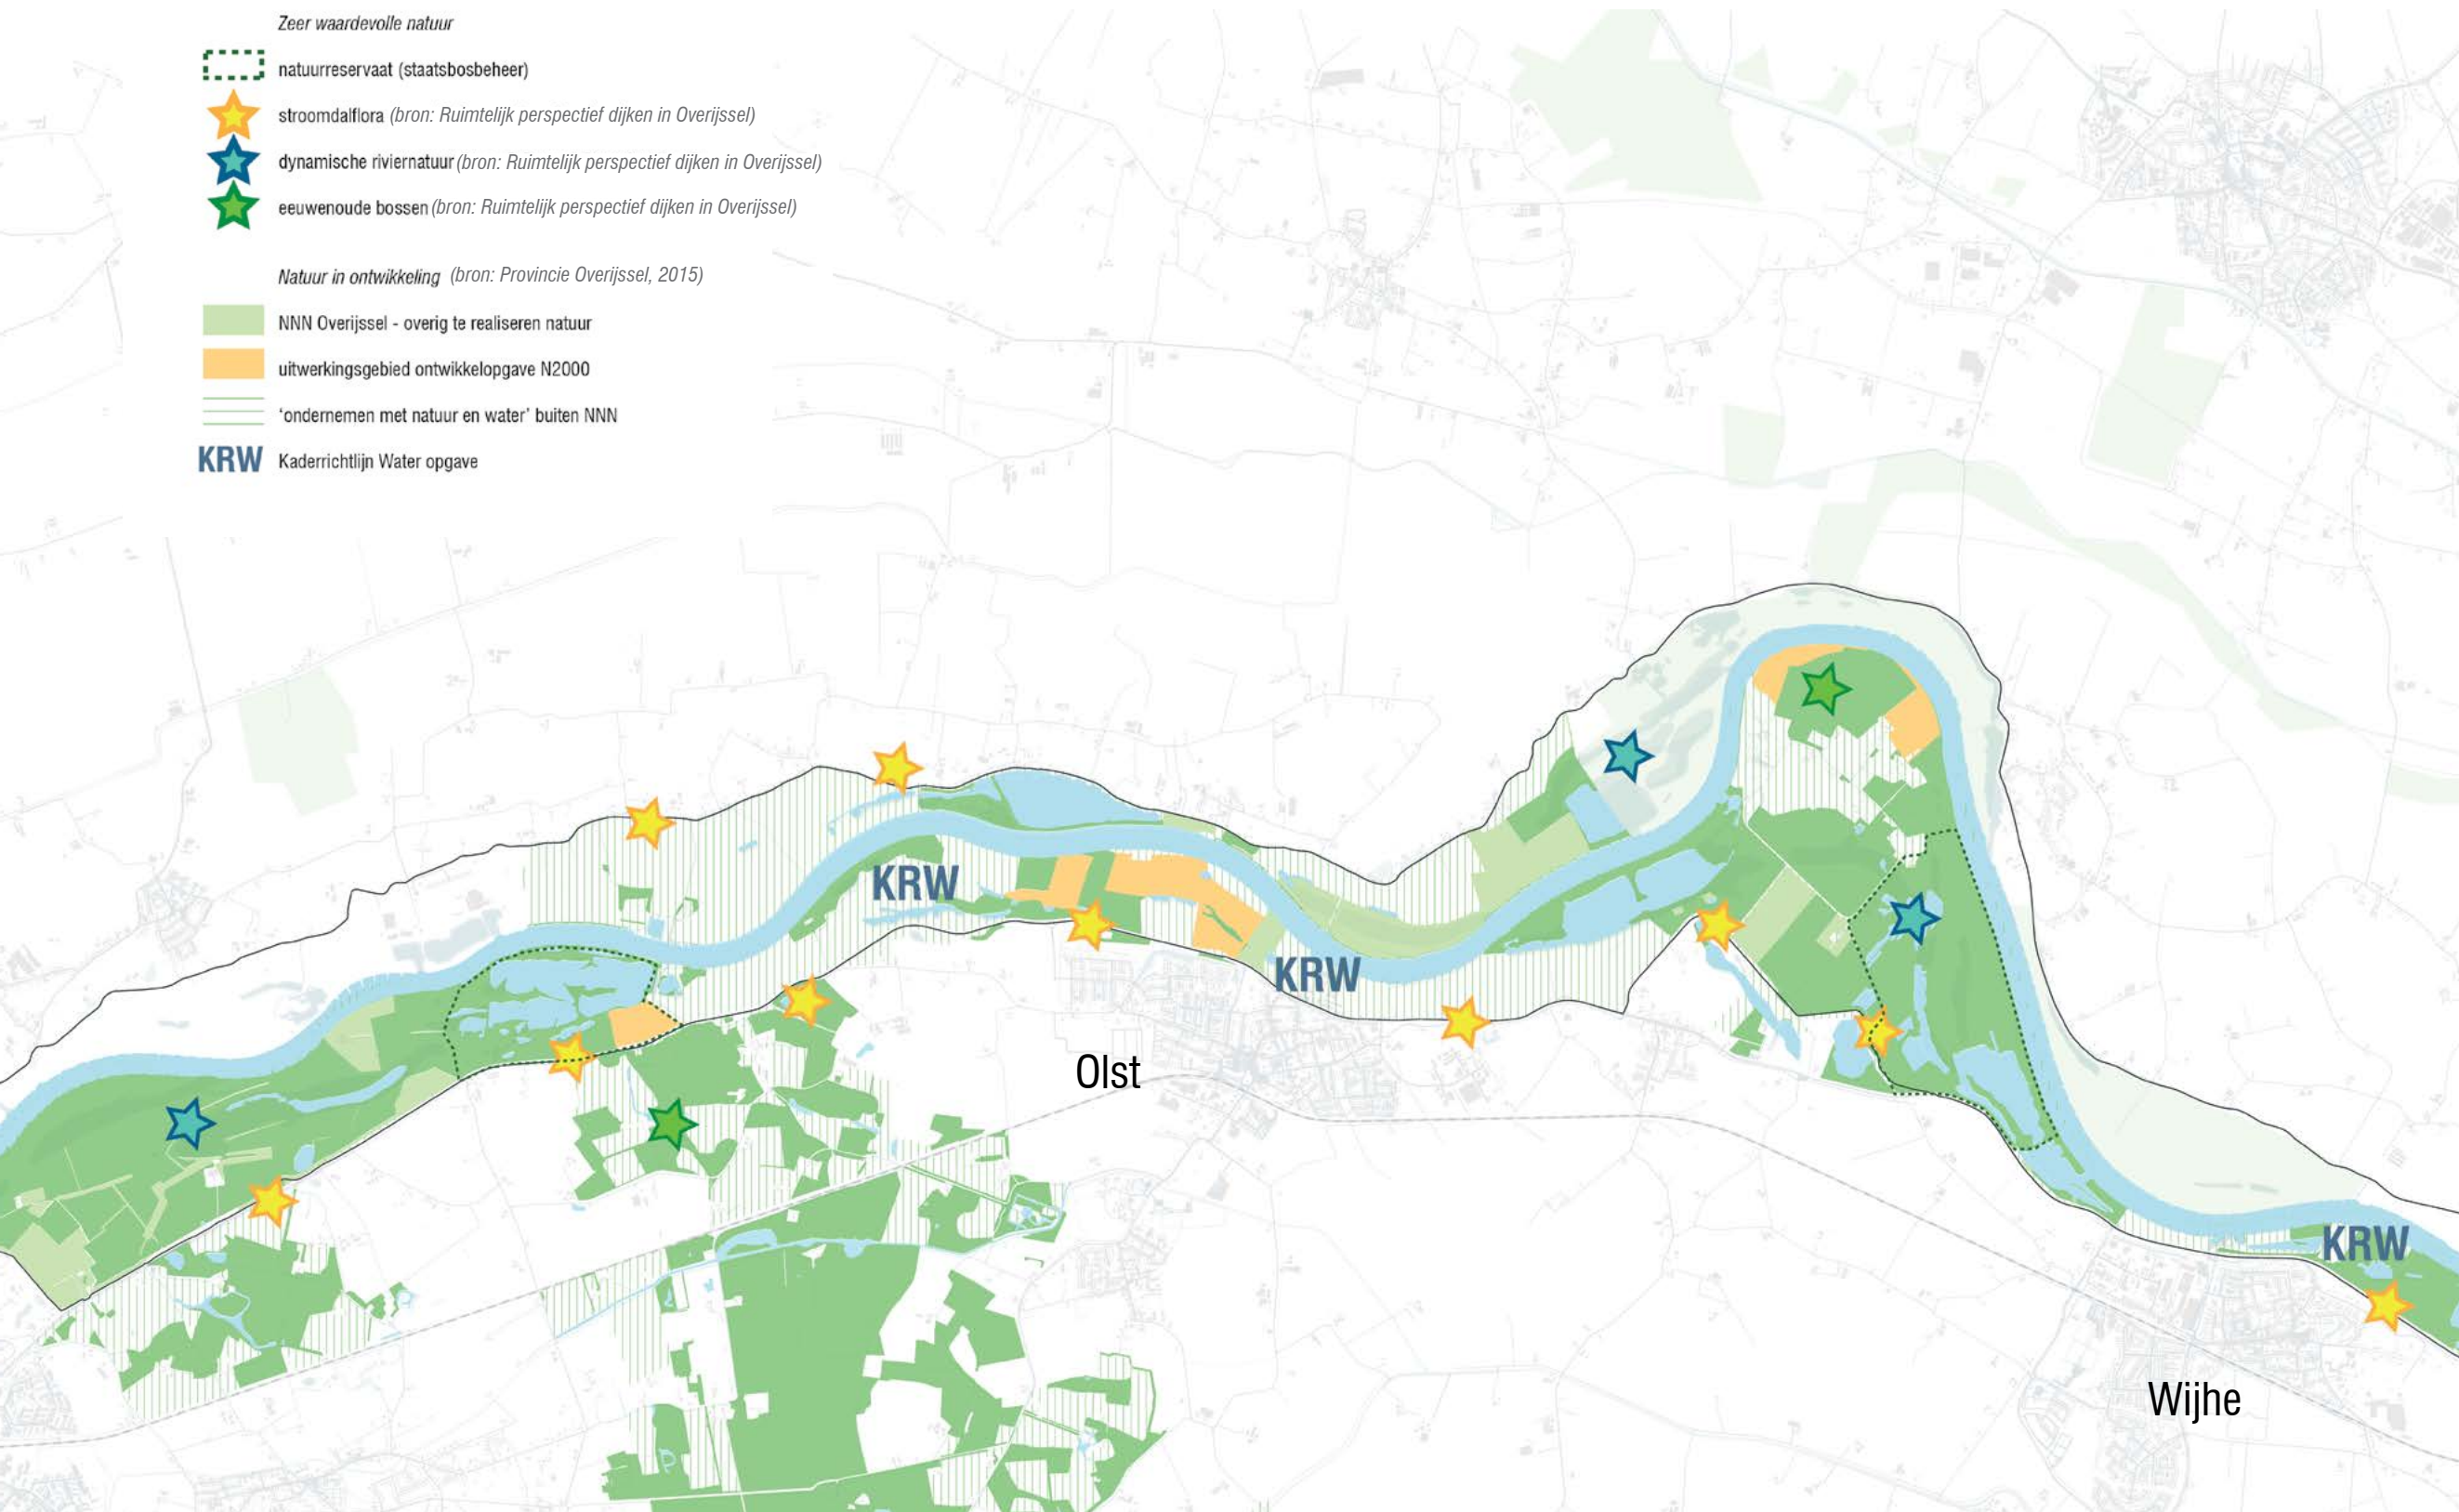 Zeer waardevolle natuur
natuurreservaat (staatsbosbeheer)
stroomdalflora (bron: Ruimtelijk perspectief dijken in Overijssel)
dynamische riviernatuur (bron: Ruimtelijk perspectief dijken in Overijssel)
eeuwenoude bossen (bron: Ruimtelijk perspectief dijken in Overijssel)
Natuur in ontwikkeling (bron: Provincie Overijssel, 2015)
NNN Overijssel - overig te realiseren natuur
uitwerkingsgebied ontwikkelopgave N2000
‘ondernemen met natuur en water’ buiten NNN
KRW Kaderrichtlijn Water opgave
KRW
KRW
Olst
KRW
Wijhe